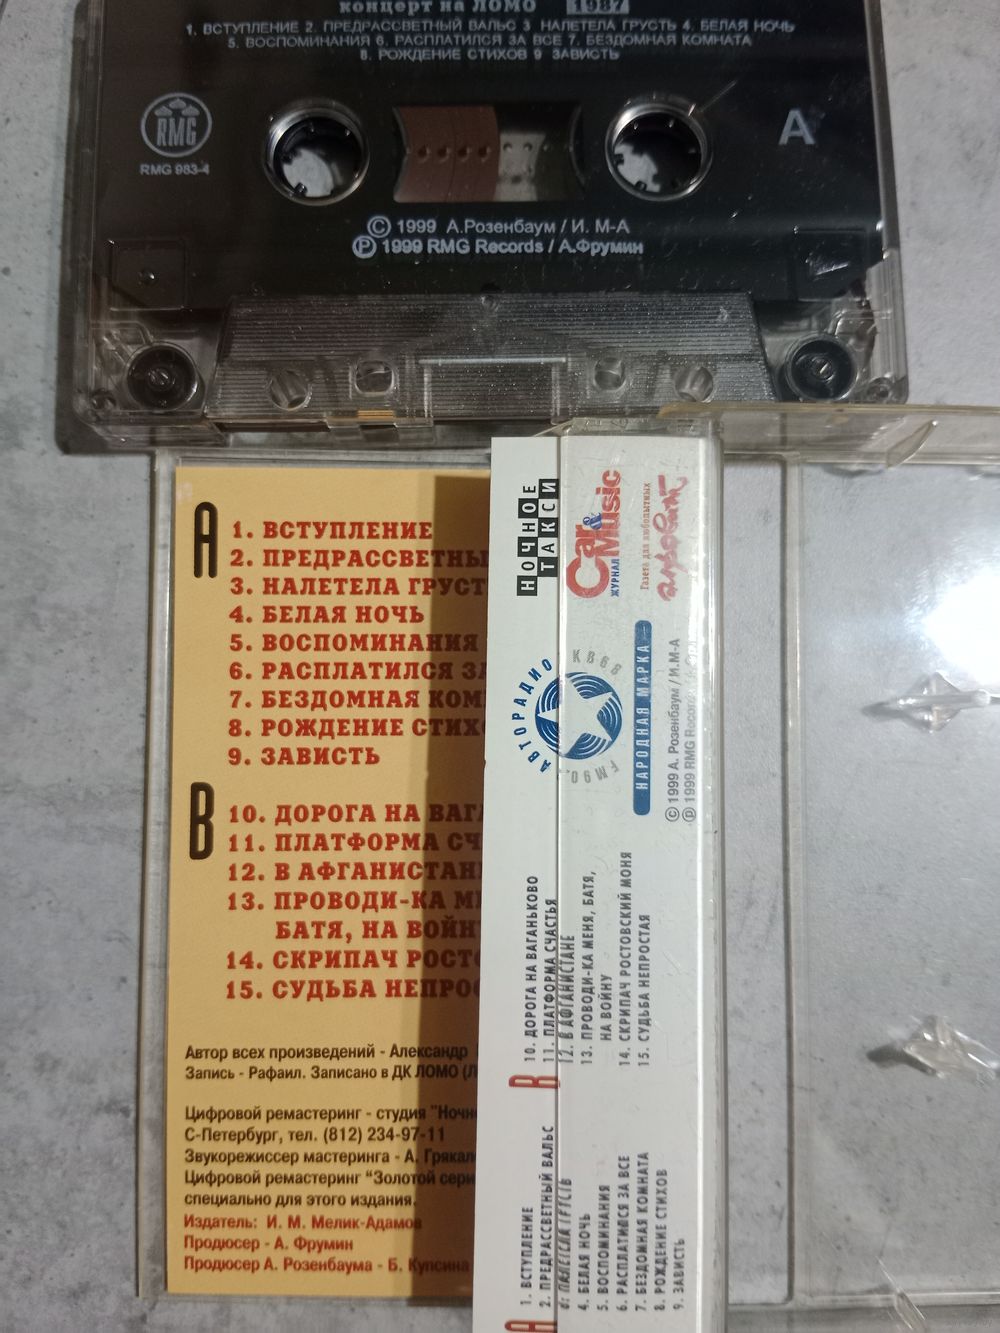 концерт на ЛОМО 1987
1. ВСТУПЛЕНИЕ 2. ПРЕДРАССВЕТНЫЙ ВАЛЬС 3 НАЛЕТЕЛА ГРУСТЬ 4. БЕЛАЯ НОЧЬ
5. ВОСПОМИНАНИЯ 6. РАСПЛАТИЛСЯ ЗА ВСЕ 7. БЕЗДОМНАЯ КОМНАТА
8. РОЖДЕНИЕ СТИХОВ 9 ЗАВИСТЬ
RMG
RMG 983-4
A
© 1999 А.Розенбаум / И. М-А
℗ 1999 RMG Records / А.Фрумин
A
1. ВСТУПЛЕНИЕ
2. ПРЕДРАССВЕТНЫ
3. НАЛЕТЕЛА ГРУСТ
4. БЕЛАЯ НОЧЬ
5. ВОСПОМИНАНИЯ
6. РАСПЛАТИЛСЯ ЗА
7. БЕЗДОМНАЯ КОМ
8. РОЖДЕНИЕ СТИХ
9. ЗАВИСТЬ
B
10. ДОРОГА НА ВАГА
11. ПЛАТФОРМА СЧ
12. В АФГАНИСТАН
13. ПРОВОДИ-КА М
БАТЯ, НА ВОЙН
14. СКРИПАЧ РОСТО
15. СУДЬБА НЕПРО
Автор всех произведений - Александр
Запись - Рафаил. Записано в ДК ЛОМО (Л
Цифровой ремастеринг - студия "Ночн
С-Петербург, тел. (812) 234-97-11
Звукорежиссер мастеринга - А. Грякал
Цифровой ремастеринг "Золотой сери
специально для этого издания.
Издатель: И. М. Мелик-Адамов
Продюсер - А. Фрумин
Продюсер А. Розенбаума - Б. Купсина
НОЧНОЕ
ТАКСИ
Car & Music
ЖУРНАЛ
Газета для любопытных
АВТОРАДИО
КВ68
FM90.
НАРОДНАЯ МАРКА
© 1999 А. Розенбаум / И.М-А
℗ 1999 RMG Records
B
10. ДОРОГА НА ВАГАНЬКОВО
11. ПЛАТФОРМА СЧАСТЬЯ
12. В АФГАНИСТАНЕ
13. ПРОВОДИ-КА МЕНЯ, БАТЯ,
НА ВОЙНУ
14. СКРИПАЧ РОСТОВСКИЙ МОНЯ
15. СУДЬБА НЕПРОСТАЯ
A
1. ВСТУПЛЕНИЕ
2. ПРЕДРАССВЕТНЫЙ ВАЛЬС
3. НАЛЕТЕЛА ГРУСТЬ
4. БЕЛАЯ НОЧЬ
5. ВОСПОМИНАНИЯ
6. РАСПЛАТИЛСЯ ЗА ВСЕ
7. БЕЗДОМНАЯ КОМНАТА
8. РОЖДЕНИЕ СТИХОВ
9. ЗАВИСТЬ